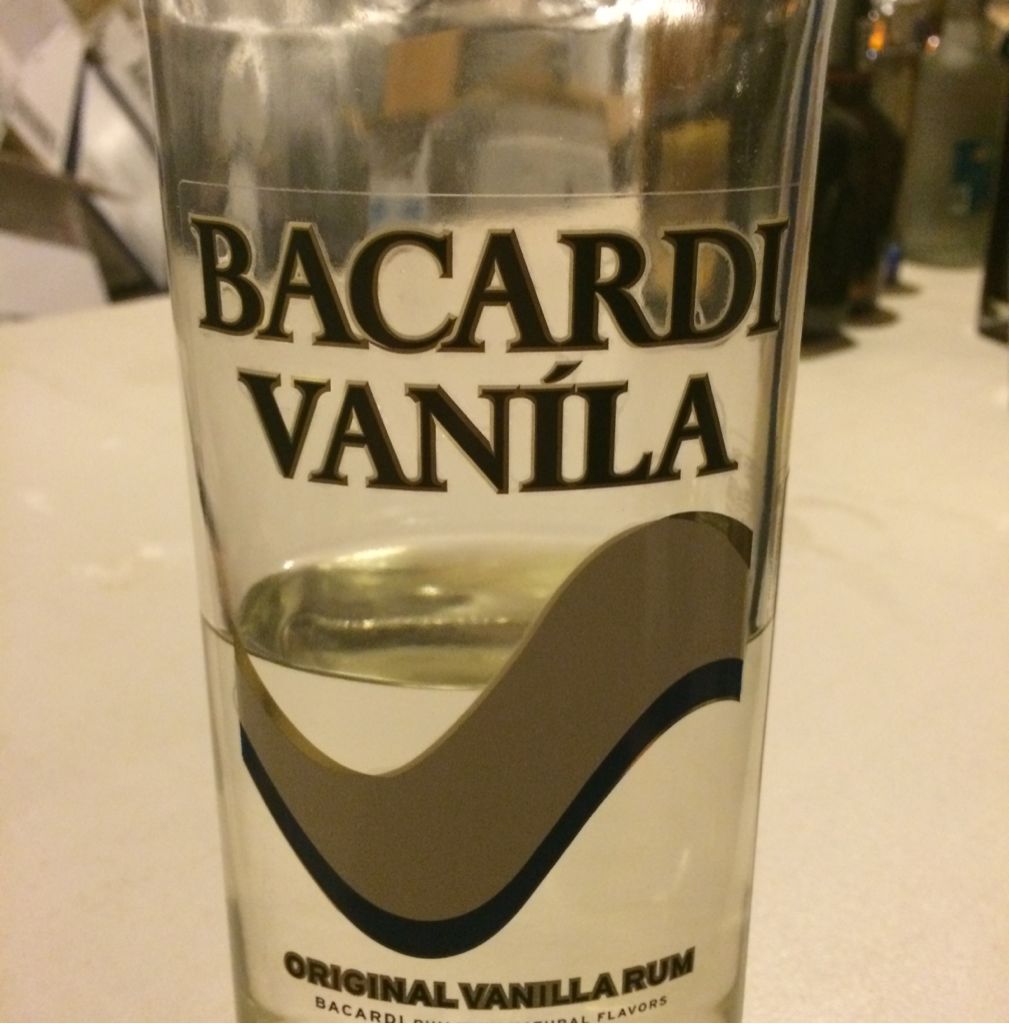 BACARDI
VANÍLA
ORIGINAL VANILLA RUM
BACARDI NATURAL FLAVORS